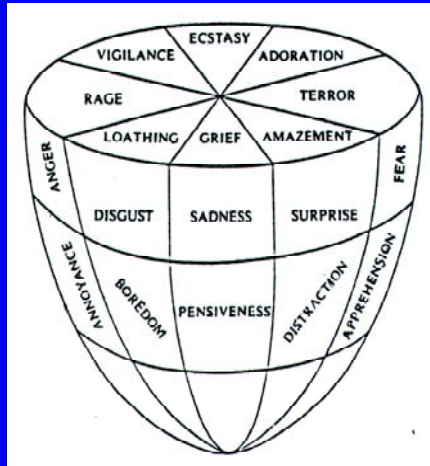 ECSTASY
VIGILANCE
ADORATION
RAGE
TERROR
LOATHING
GRIEF
AMAZEMENT
ANGER
FEAR
DISGUST
SADNESS
SURPRISE
ANNOYANCE
BOREDOM
PENSIVENESS
DISTRACTION
APPREHENSION